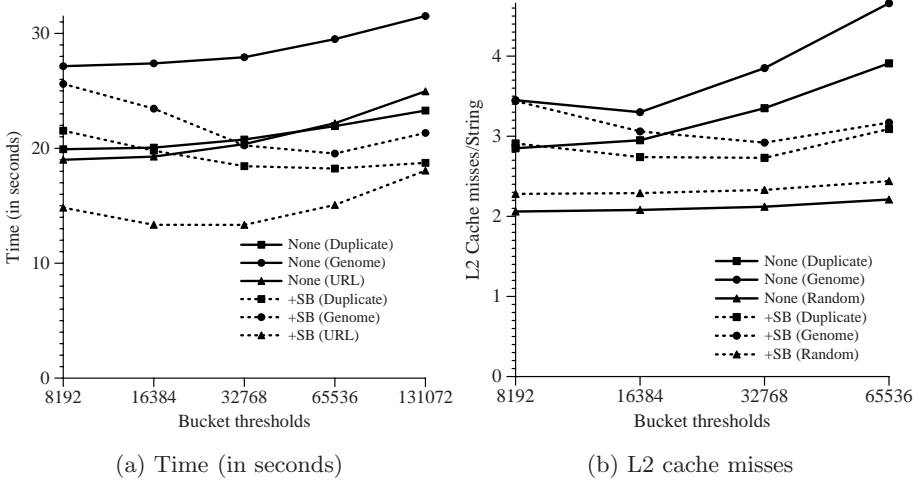 30
20
10
0
Time (in seconds)
None (Duplicate)
None (Genome)
None (URL)
+SB (Duplicate)
+SB (Genome)
+SB (URL)
8192 16384 32768 65536 131072
Bucket thresholds
(a) Time (in seconds)
4
3
2
1
0
L2 Cache misses/String
None (Duplicate)
None (Genome)
None (Random)
+SB (Duplicate)
+SB (Genome)
+SB (Random)
8192 16384 32768 65536
Bucket thresholds
(b) L2 cache misses